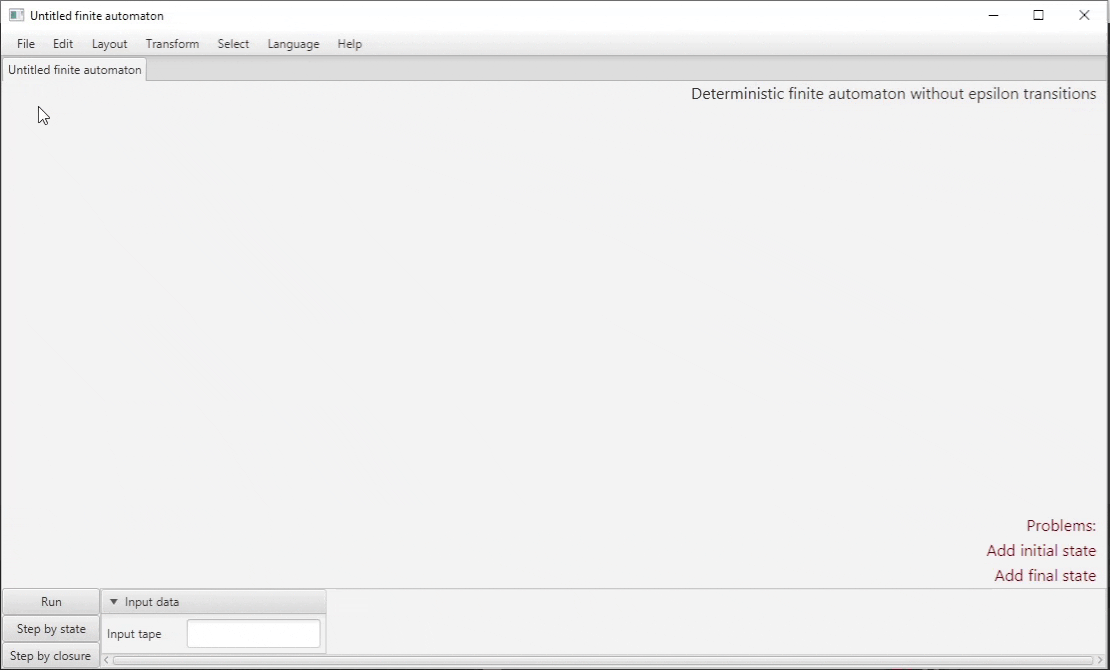 Untitled finite automaton
File Edit Layout Transform Select Language Help
Untitled finite automaton
Deterministic finite automaton without epsilon transitions
Problems:
Add initial state
Add final state
Run
Input data
Step by state
Input tape
Step by closure